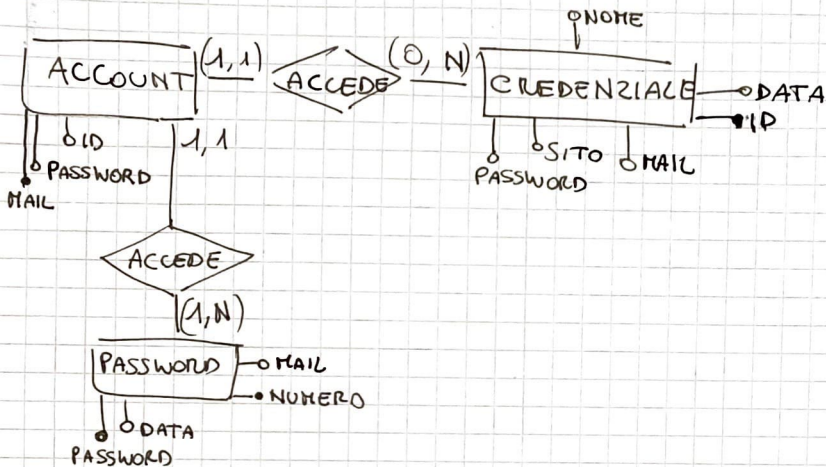 NOME
ACCOUNT (1,1) ACCEDE (0,N) CREDENZIALE
DATA
ID
ID
PASSWORD
MAIL
1,1
PASSWORD
SITO
MAIL
ACCEDE
(1,N)
PASSWORD
MAIL
NUMERO
DATA
PASSWORD